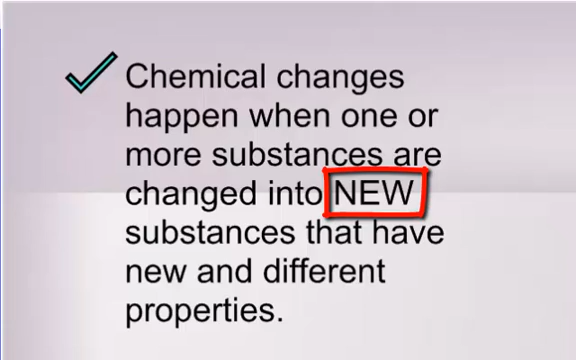 Chemical changes
happen when one or
more substances are
changed into NEW
substances that have
new and different
properties.